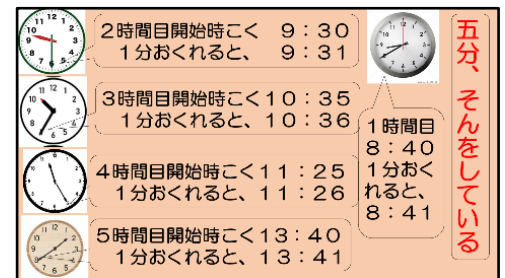 五分、そんをしている
1時間目
8:40
1分おく
れると、
8:41
2時間目開始時こく 9:30
1分おくれると、 9:31
3時間目開始時こく10:35
1分おくれると、10:36
4時間目開始時こく11:25
1分おくれると、11:26
5時間目開始時こく13:40
1分おくれると、13:41